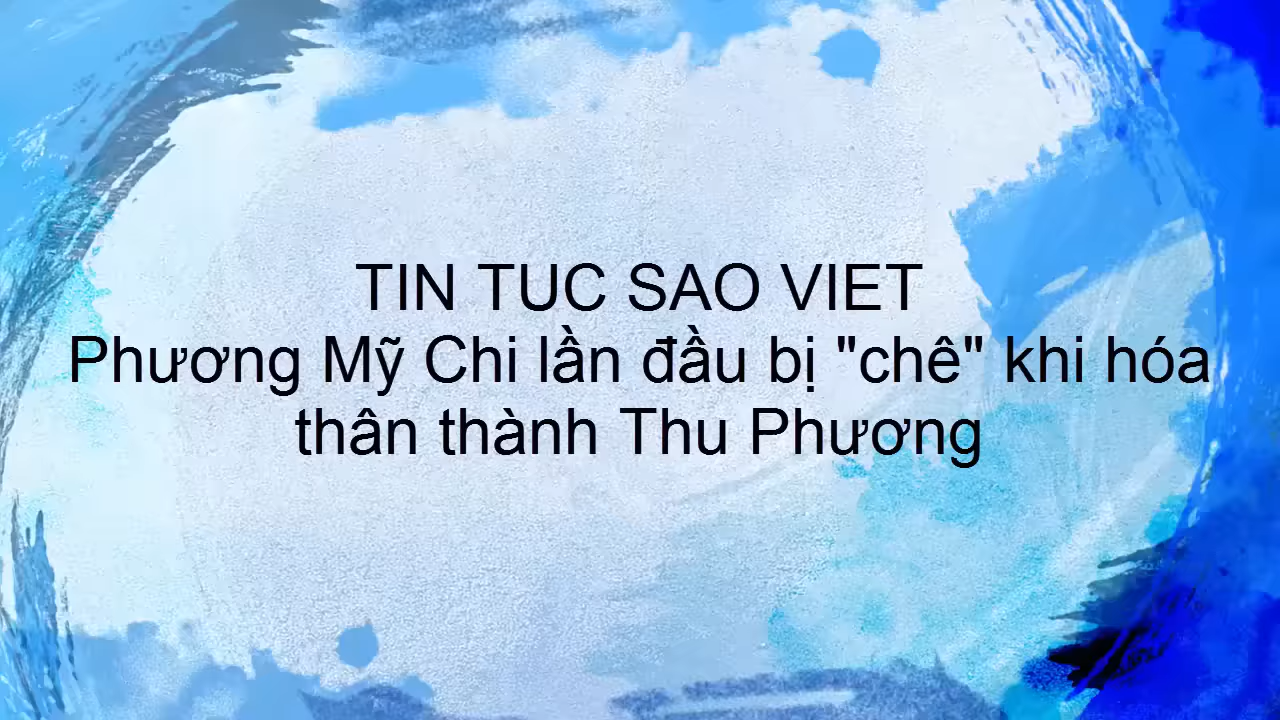 TIN TUC SAO VIET
Phương Mỹ Chi lần đầu bị "chê" khi hóa
thân thành Thu Phương